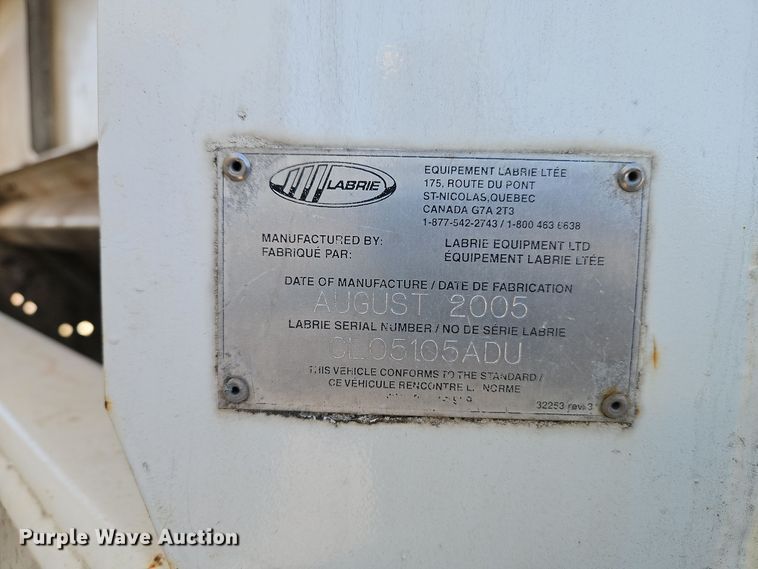 LABRIE
EQUIPEMENT LABRIE LTÉE
175, ROUTE DU PONT
ST-NICOLAS, QUEBEC
CANADA G7A 2T3
1-877-542-2743 / 1-800 463 6638
MANUFACTURED BY: LABRIE EQUIPMENT LTD
FABRIQUÉ PAR: ÉQUIPEMENT LABRIE LTÉE
DATE OF MANUFACTURE / DATE DE FABRICATION
AUGUST 2005
LABRIE SERIAL NUMBER / NO DE SÉRIE LABRIE
CL05105ADU
THIS VEHICLE CONFORMS TO THE STANDARD /
CE VÉHICULE RENCONTRE LA NORME
32253 rev. 3
Purple Wave Auction